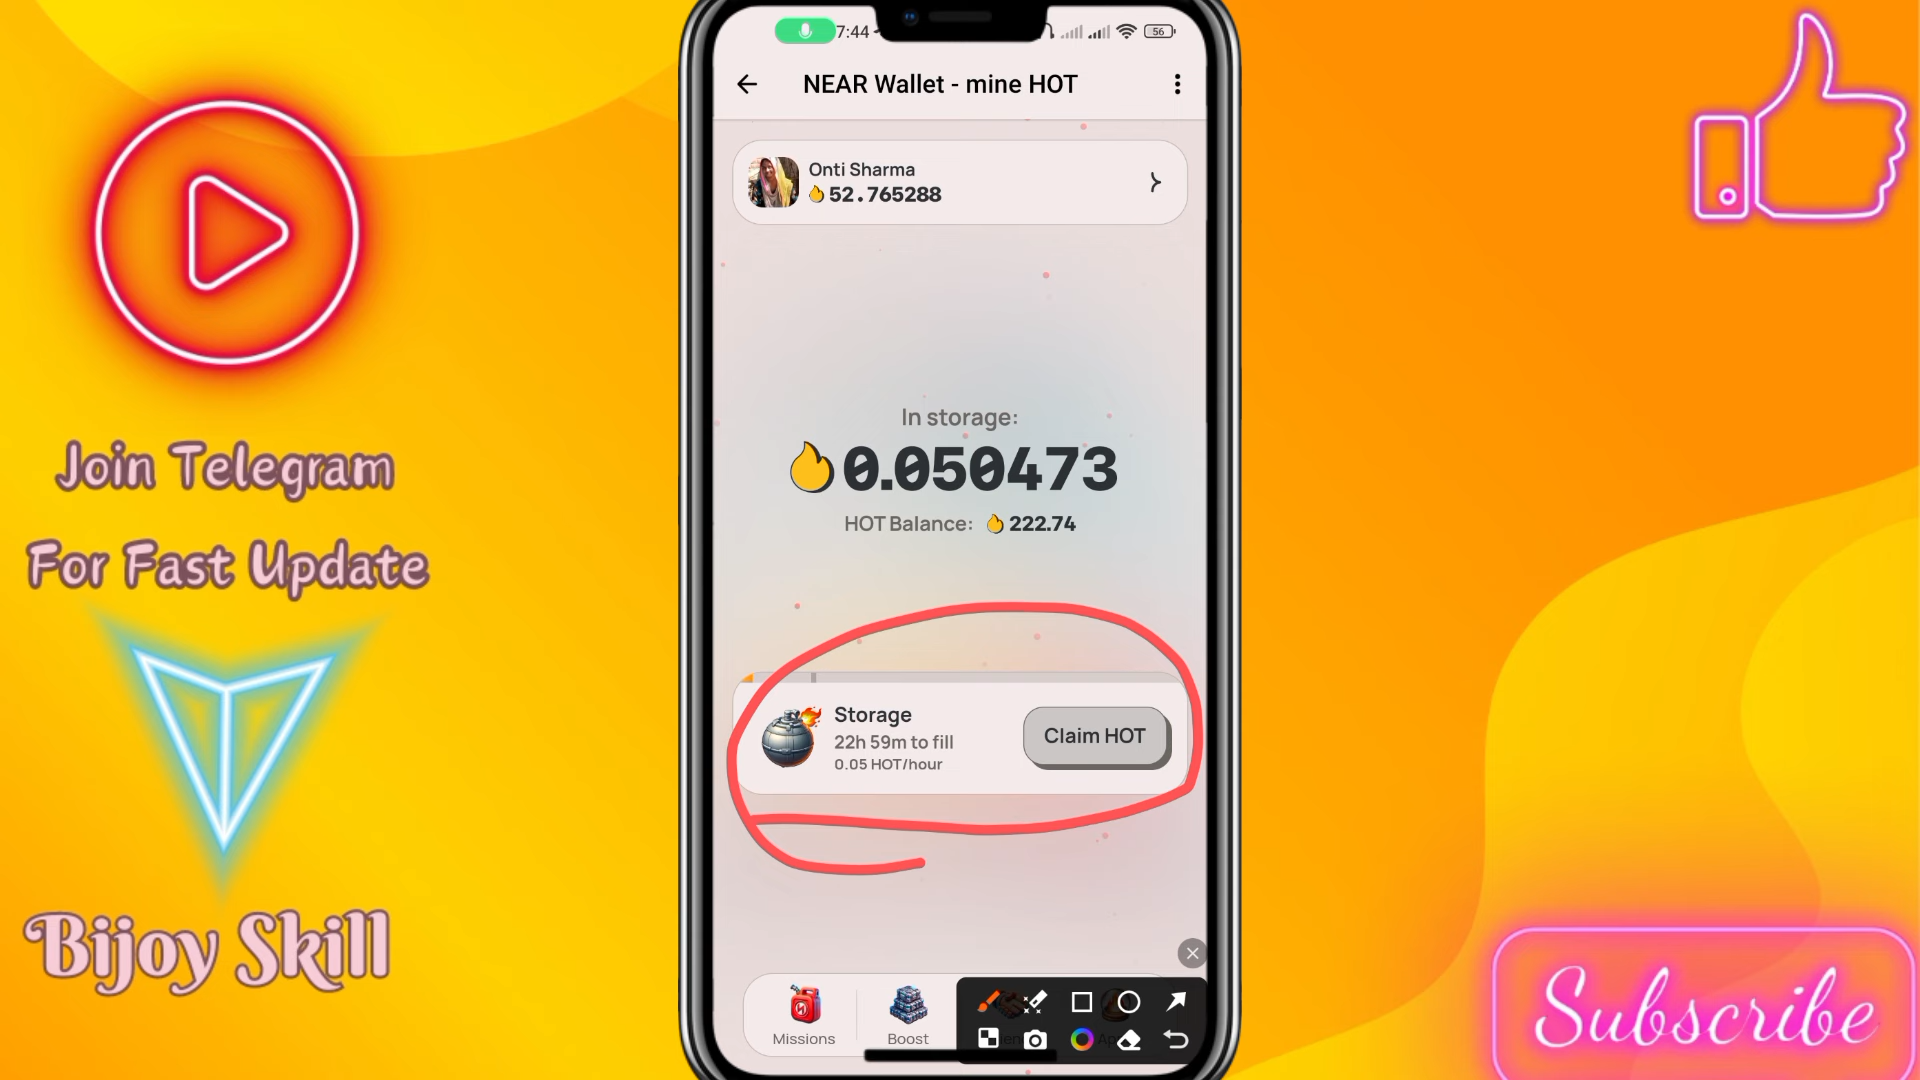 7:44
56
NEAR Wallet - mine HOT
Onti Sharma
52.765288
In storage:
0.050473
HOT Balance: 222.74
Storage
22h 59m to fill
0.05 HOT/hour
Claim HOT
Missions
Boost
Join Telegram
For Fast Update
Bijoy Skill
Subscribe